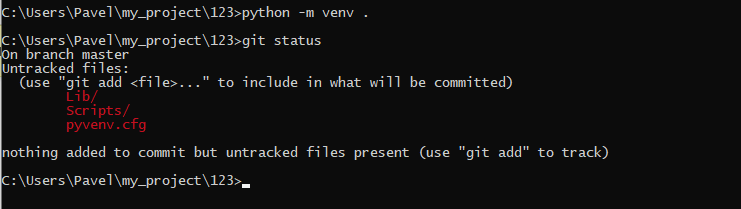 C:\Users\Pavel\my_project\123>python -m venv .
C:\Users\Pavel\my_project\123>git status
On branch master
Untracked files:
  (use "git add <file>..." to include in what will be committed)
        Lib/
        Scripts/
        pyvenv.cfg
nothing added to commit but untracked files present (use "git add" to track)
C:\Users\Pavel\my_project\123>